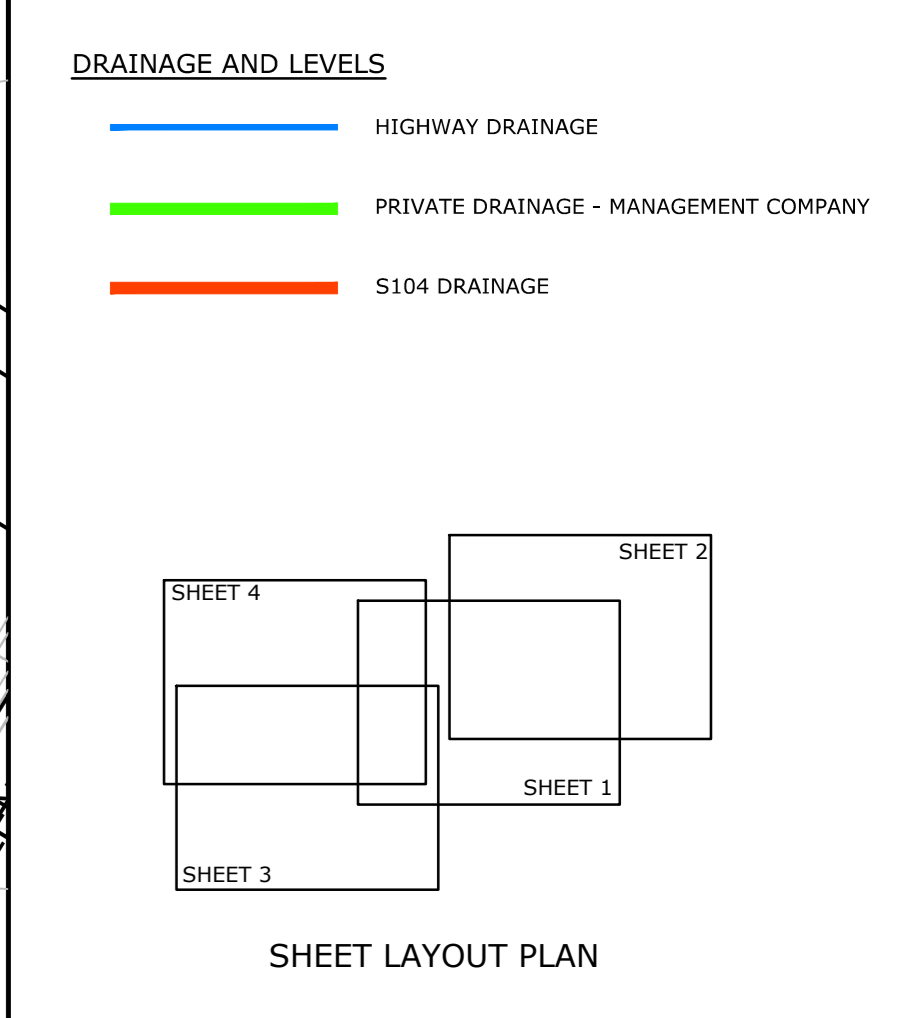 DRAINAGE AND LEVELS
HIGHWAY DRAINAGE
PRIVATE DRAINAGE - MANAGEMENT COMPANY
S104 DRAINAGE
SHEET 2
SHEET 4
SHEET 1
SHEET 3
SHEET LAYOUT PLAN